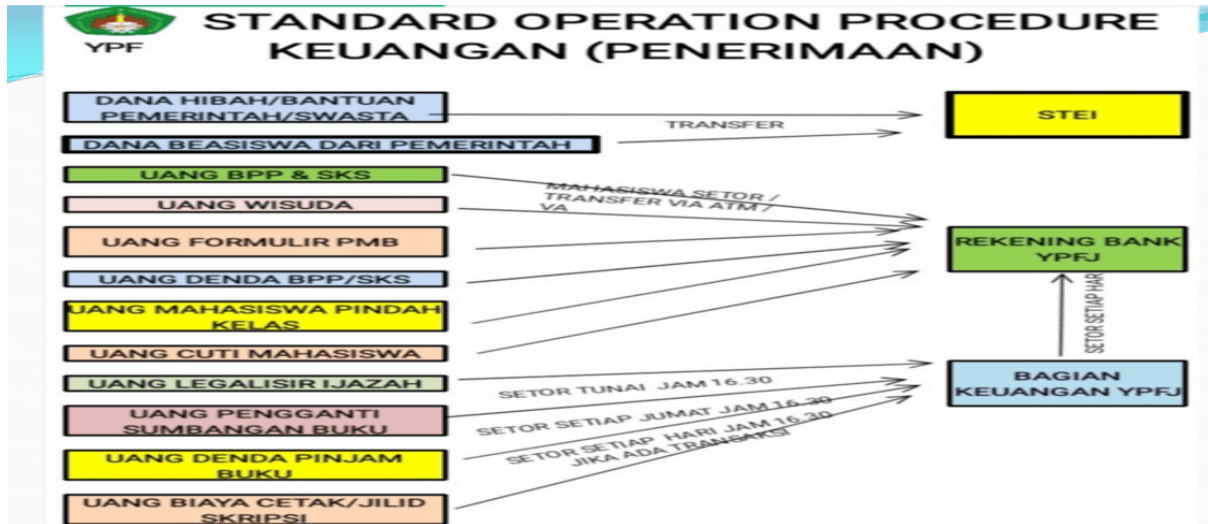 YPF
STANDARD OPERATION PROCEDURE
KEUANGAN (PENERIMAAN)
DANA HIBAH/BANTUAN
PEMERINTAH/SWASTA
DANA BEASISWA DARI PEMERINTAH
UANG BPP & SKS
UANG WISUDA
UANG FORMULIR PMB
UANG DENDA BPP/SKS
UANG MAHASISWA PINDAH
KELAS
UANG CUTI MAHASISWA
UANG LEGALISIR IJAZAH
UANG PENGGANTI
SUMBANGAN BUKU
UANG DENDA PINJAM
BUKU
UANG BIAYA CETAK/JILID
SKRIPSI
TRANSFER
MAHASISWA SETOR /
TRANSFER VIA ATM /
VA
SETOR TUNAI JAM 16.30
SETOR SETIAP JUMAT JAM 16.30
SETOR SETIAP HARI JAM 16.30
JIKA ADA TRANSAKSI
STEI
REKENING BANK
YPFJ
SETOR SETIAP HAR
BAGIAN
KEUANGAN YPFJ